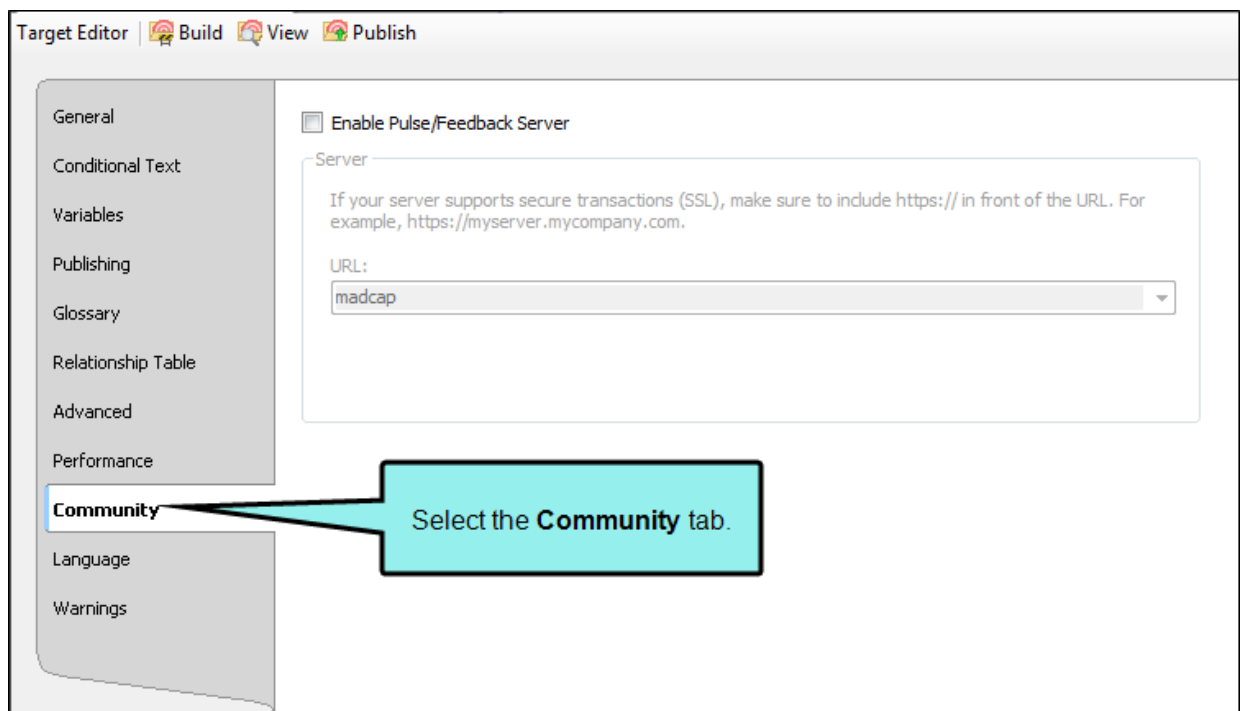 Target Editor Build View Publish
General
Conditional Text
Variables
Publishing
Glossary
Relationship Table
Advanced
Performance
Community
Language
Warnings
Enable Pulse/Feedback Server
Server
If your server supports secure transactions (SSL), make sure to include https:// in front of the URL. For
example, https://myserver.mycompany.com.
URL:
madcap
Select the Community tab.